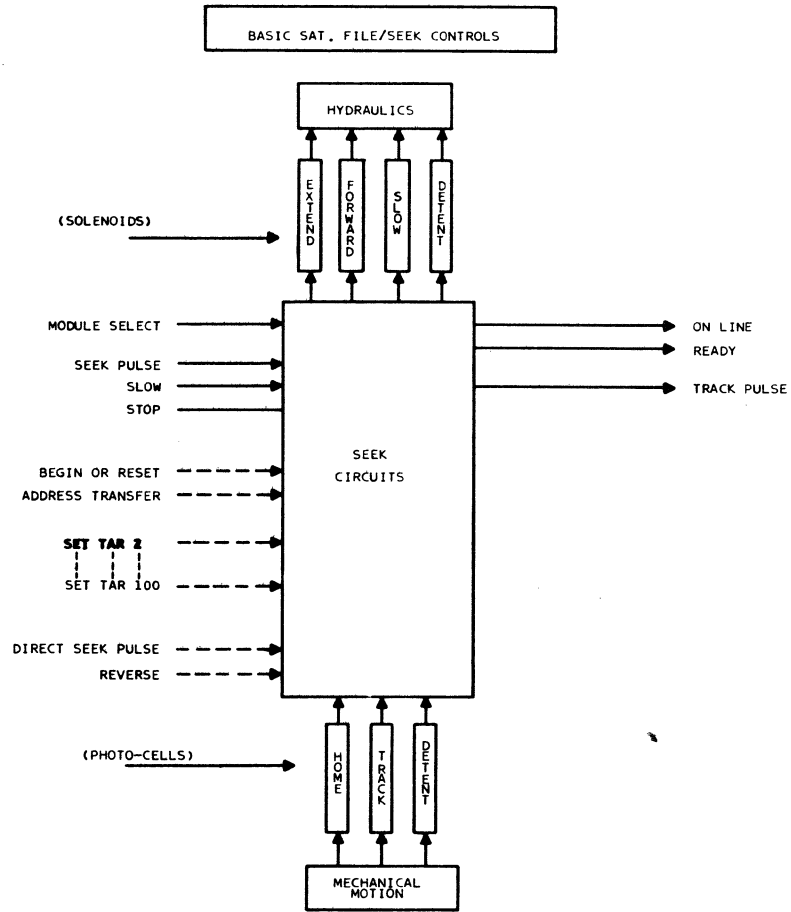 BASIC SAT. FILE/SEEK CONTROLS
HYDRAULICS
EXTEND
FORWARD
SLOW
DETENT
(SOLENOIDS)
MODULE SELECT
SEEK PULSE
SLOW
STOP
BEGIN OR RESET
ADDRESS TRANSFER
SET TAR 2
SET TAR 100
DIRECT SEEK PULSE
REVERSE
SEEK
CIRCUITS
ON LINE
READY
TRACK PULSE
(PHOTO-CELLS)
HOME
TRACK
DETENT
MECHANICAL
MOTION